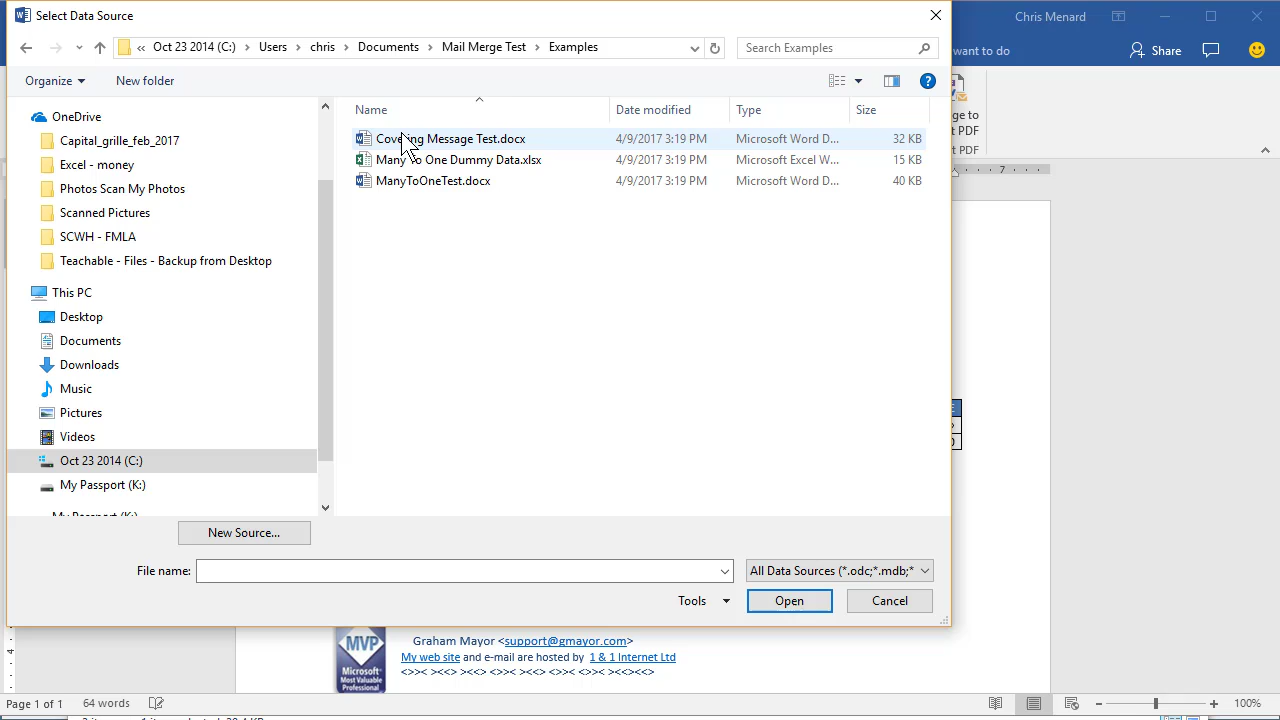 Select Data Source
Chris Menard
« Oct 23 2014 (C:) > Users > chris > Documents > Mail Merge Test > Examples
Search Examples
want to do
Share
Organize
New folder
Name
Date modified
Type
Size
OneDrive
Capital_grille_feb_2017
Excel - money
Photos Scan My Photos
Scanned Pictures
SCWH - FMLA
Teachable - Files - Backup from Desktop
This PC
Desktop
Documents
Downloads
Music
Pictures
Videos
Oct 23 2014 (C:)
My Passport (K:)
My Passport (K:)
Covering Message Test.docx 4/9/2017 3:19 PM Microsoft Word D... 32 KB
Many To One Dummy Data.xlsx 4/9/2017 3:19 PM Microsoft Excel W... 15 KB
ManyToOneTest.docx 4/9/2017 3:19 PM Microsoft Word D... 40 KB
ge to
t PDF
t PDF
7
New Source...
File name:
All Data Sources (*.odc;*.mdb;*
Tools
Open
Cancel
MVP
Microsoft
Most Valuable
Professional
Graham Mayor <support@gmayor.com>
My web site and e-mail are hosted by 1 & 1 Internet Ltd
<>>< <>>< ><<> ><<> <>>< <>>< ><<> <>><<><<><<>
Page 1 of 1
64 words
100%